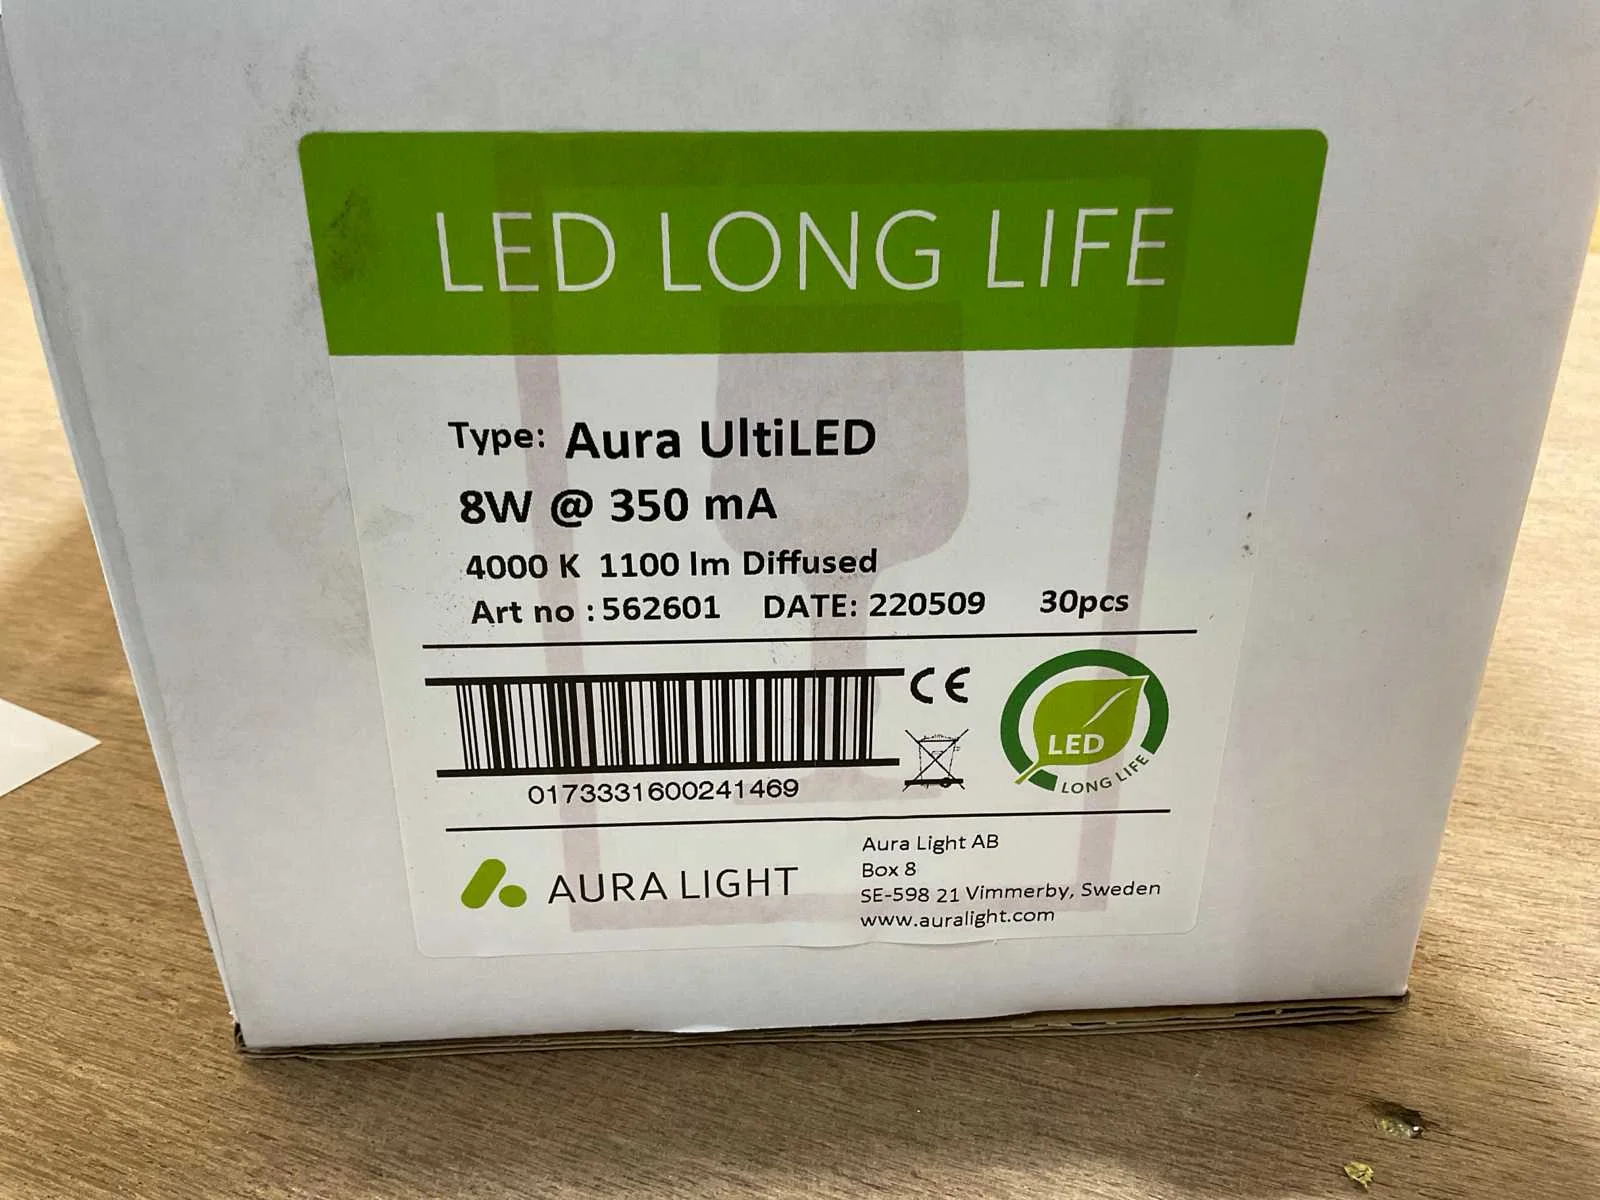 LED LONG LIFE
Type: Aura UltiLED
8W @ 350 mA
4000 K 1100 lm Diffused
Art no : 562601 DATE: 220509 30pcs
CE
LED
LONG LIFE
0173331600241469
AURA LIGHT
Aura Light AB
Box 8
SE-598 21 Vimmerby, Sweden
www.auralight.com